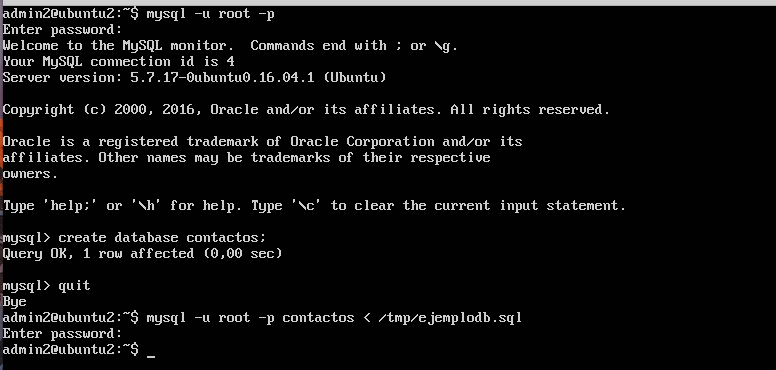 admin2@ubuntu2:~$ mysql -u root -p
Enter password:
Welcome to the MySQL monitor.  Commands end with ; or \g.
Your MySQL connection id is 4
Server version: 5.7.17-0ubuntu0.16.04.1 (Ubuntu)
Copyright (c) 2000, 2016, Oracle and/or its affiliates. All rights reserved.
Oracle is a registered trademark of Oracle Corporation and/or its
affiliates. Other names may be trademarks of their respective
owners.
Type 'help;' or '\h' for help. Type '\c' to clear the current input statement.
mysql> create database contactos;
Query OK, 1 row affected (0,00 sec)
mysql> quit
Bye
admin2@ubuntu2:~$ mysql -u root -p contactos < /tmp/ejemplodb.sql
Enter password:
admin2@ubuntu2:~$ _